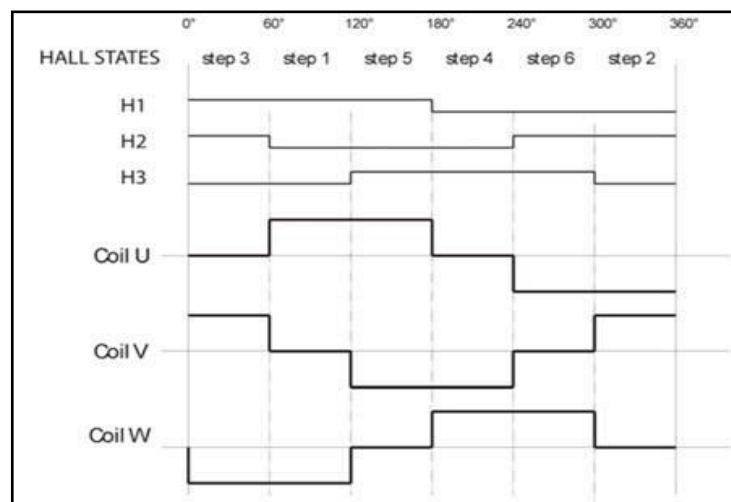 0° 60° 120° 180° 240° 300° 360°
HALL STATES step 3 step 1 step 5 step 4 step 6 step 2
H1
H2
H3
Coil U
Coil V
Coil W